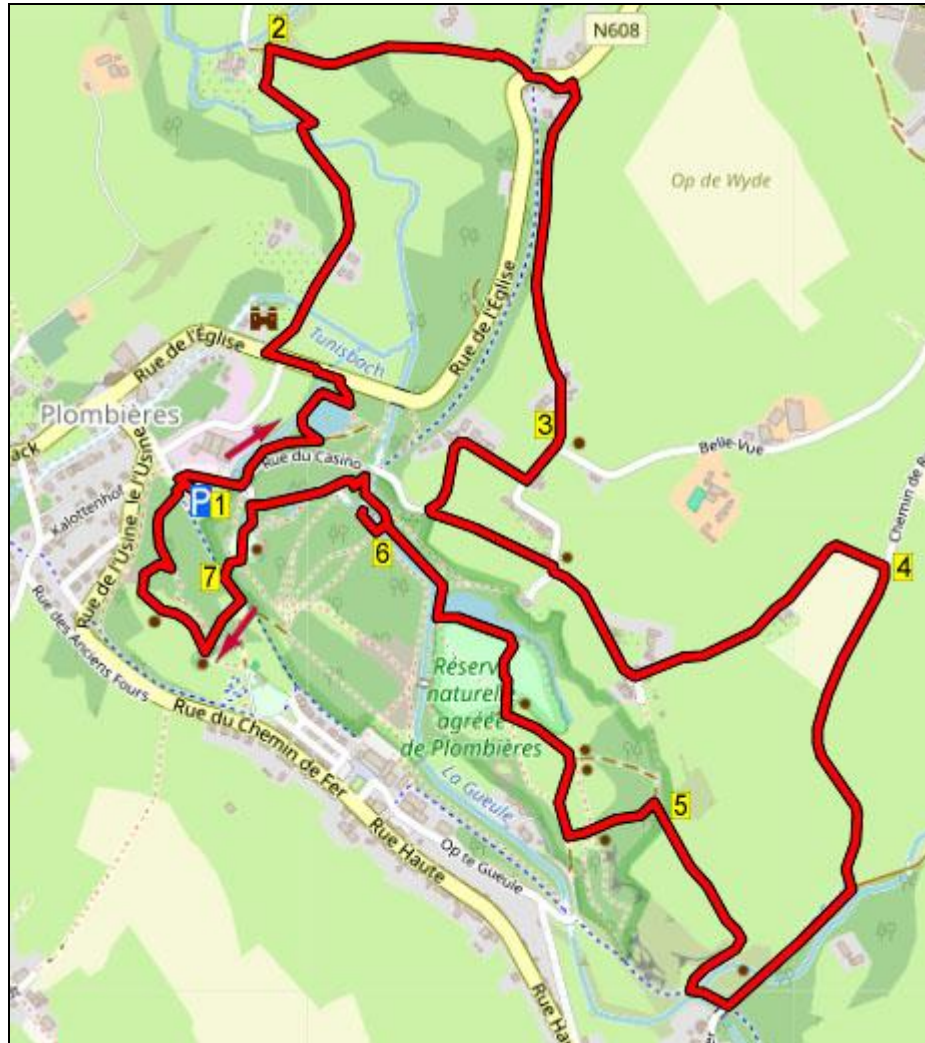 2
N608
Op de Wyde
Rue de l'Église
Tunisbach
Rue de l'Église
Plombières
3
Belle-Vue
Rue du Casino
Kalottenhof
P 1
Chemin de R
4
6
7
Rue de l'Usine
Rue des Anciens Fours
Réserv
naturelle
agréée
de Plombières
Rue du Chemin de Fer
La Gueule
5
Op te Gueule
Rue Haute
Rue Ha